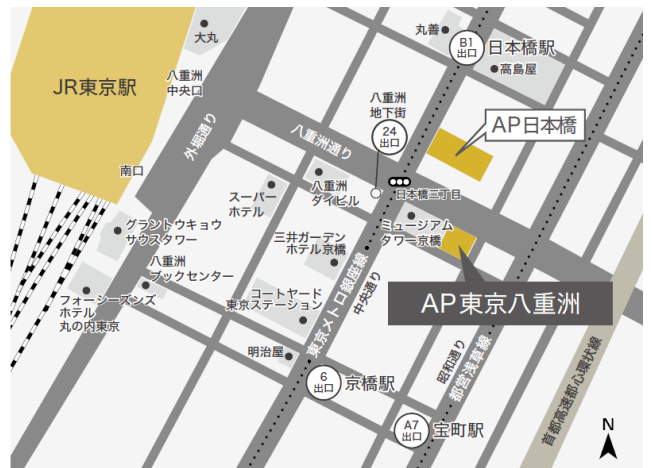 大丸
丸善
B1
出口
日本橋駅
高島屋
JR東京駅
八重洲
中央口
八重洲
地下街
24
出口
AP日本橋
外堀通り
八重洲通り
南口
スーパー
ホテル
八重洲
ダイビル
日本橋三丁目
グラントウキョウ
サウスタワー
三井ガーデン
ホテル京橋
ミュージアム
タワー京橋
八重洲
ブックセンター
フォーシーズンズ
ホテル
丸の内東京
コートヤード
東京ステーション
東京メトロ銀座線
中央通り
AP東京八重洲
明治屋
6
出口
京橋駅
昭和通り
都営浅草線
A7
出口
宝町駅
首都高速都心環状線
N